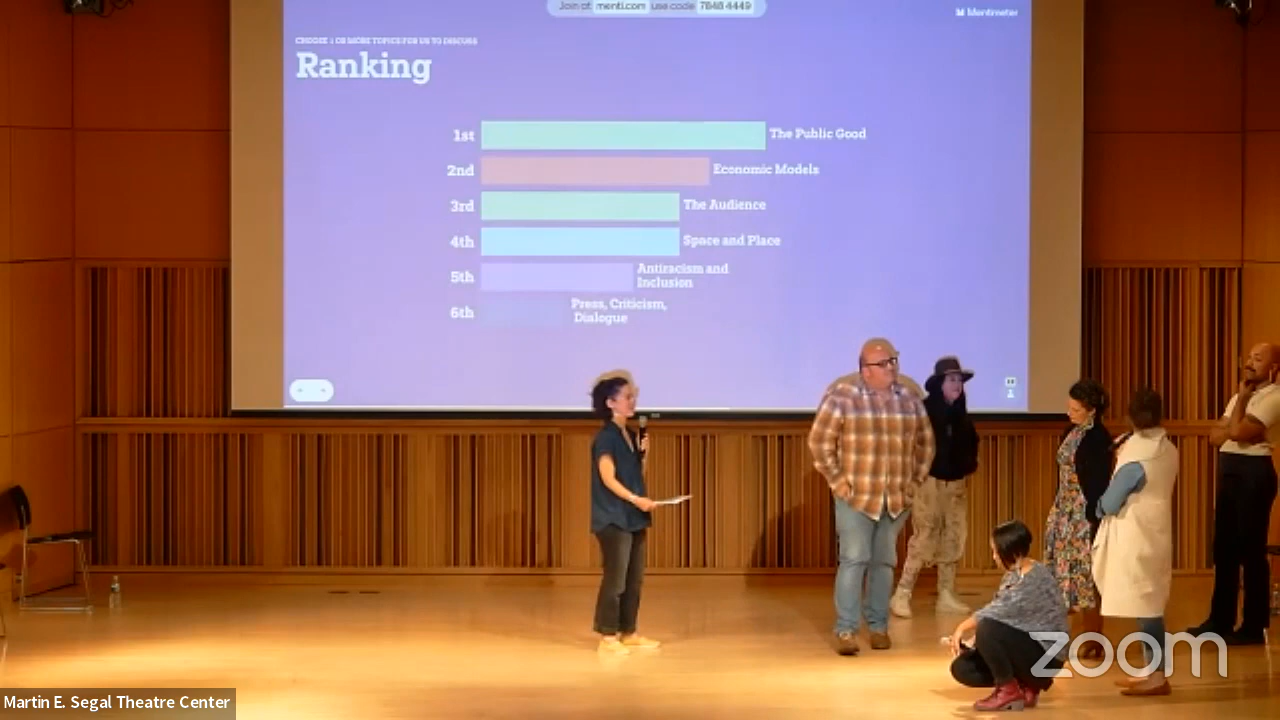 Join at menti.com use code 7848 4449
Mentimeter
CHOOSE 1 OR MORE TOPICS FOR US TO DISCUSS
Ranking
1st The Public Good
2nd Economic Models
3rd The Audience
4th Space and Place
5th Antiracism and
Inclusion
6th Press, Criticism,
Dialogue
zoom
Martin E. Segal Theatre Center